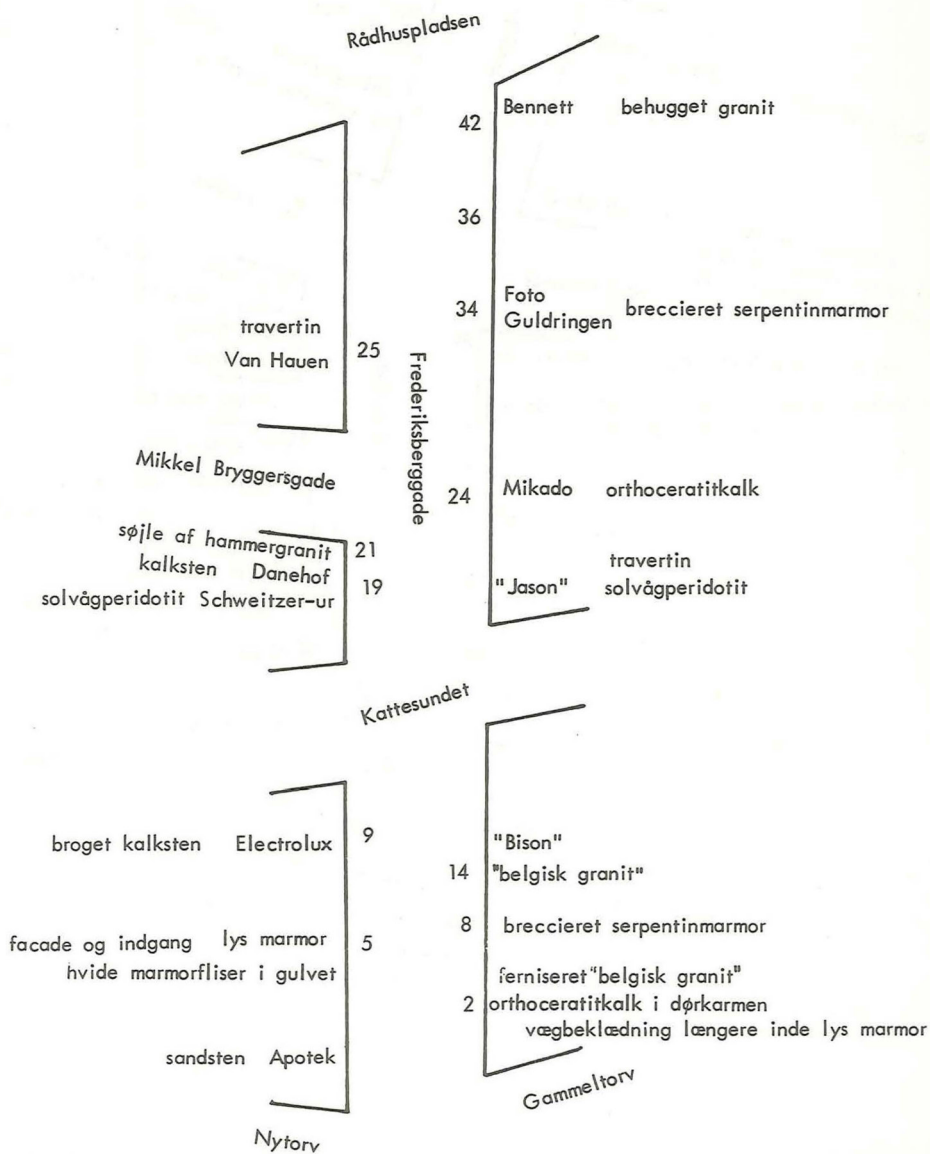 Rådhuspladsen
42 Bennett behugget granit
36
34 Foto Guldringen breccieret serpentinmarmor
travertin
Van Hauen 25
Frederiksberggade
Mikkel Bryggersgade
24 Mikado orthoceratitkalk
søjle af hammergranit 21
kalksten Danehof
19
solvågperidotit Schweitzer-ur
travertin
"Jason" solvågperidotit
Kattesundet
broget kalksten Electrolux 9
"Bison"
14 "belgisk granit"
8 breccieret serpentinmarmor
facade og indgang lys marmor 5
hvide marmorfliser i gulvet
ferniseret "belgisk granit"
2 orthoceratitkalk i dørkarmen
vægbeklædning længere inde lys marmor
sandsten Apotek
Gammeltorv
Nytorv